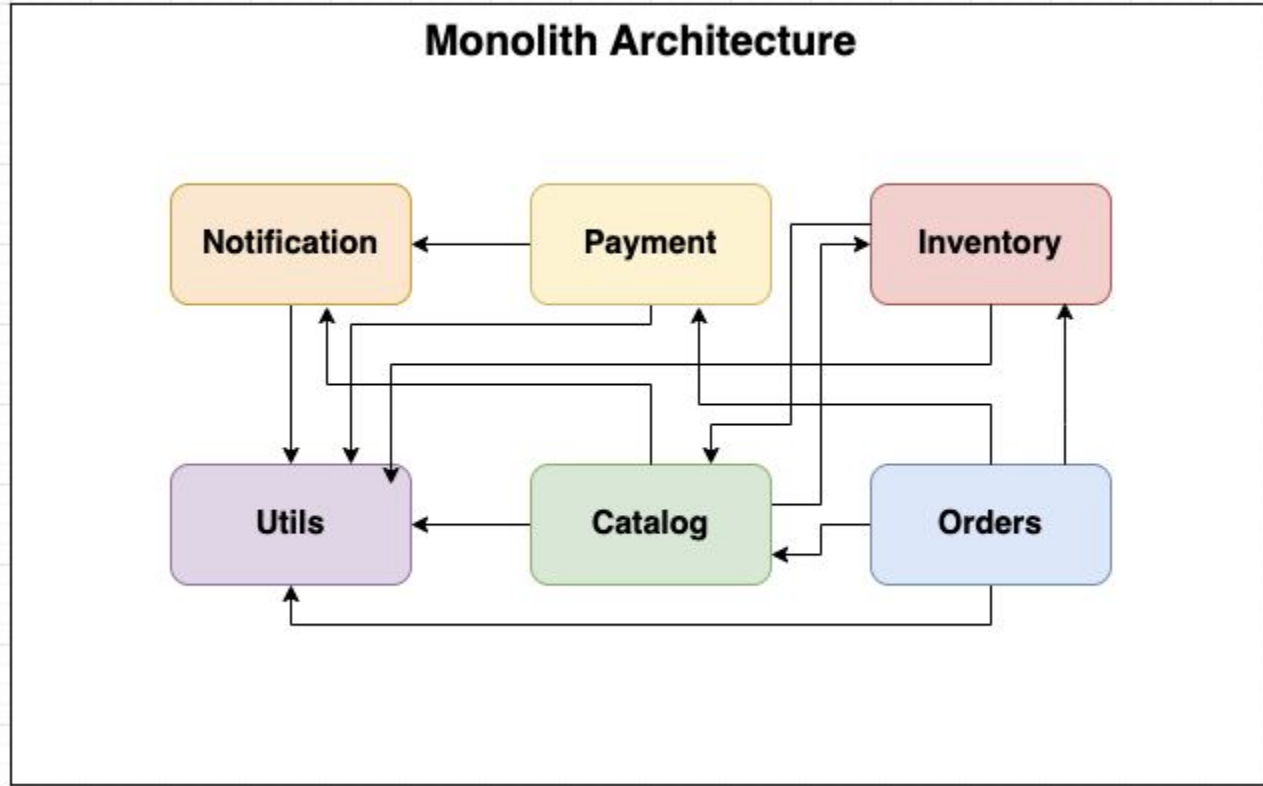 Monolith Architecture
Notification
Payment
Inventory
Utils
Catalog
Orders